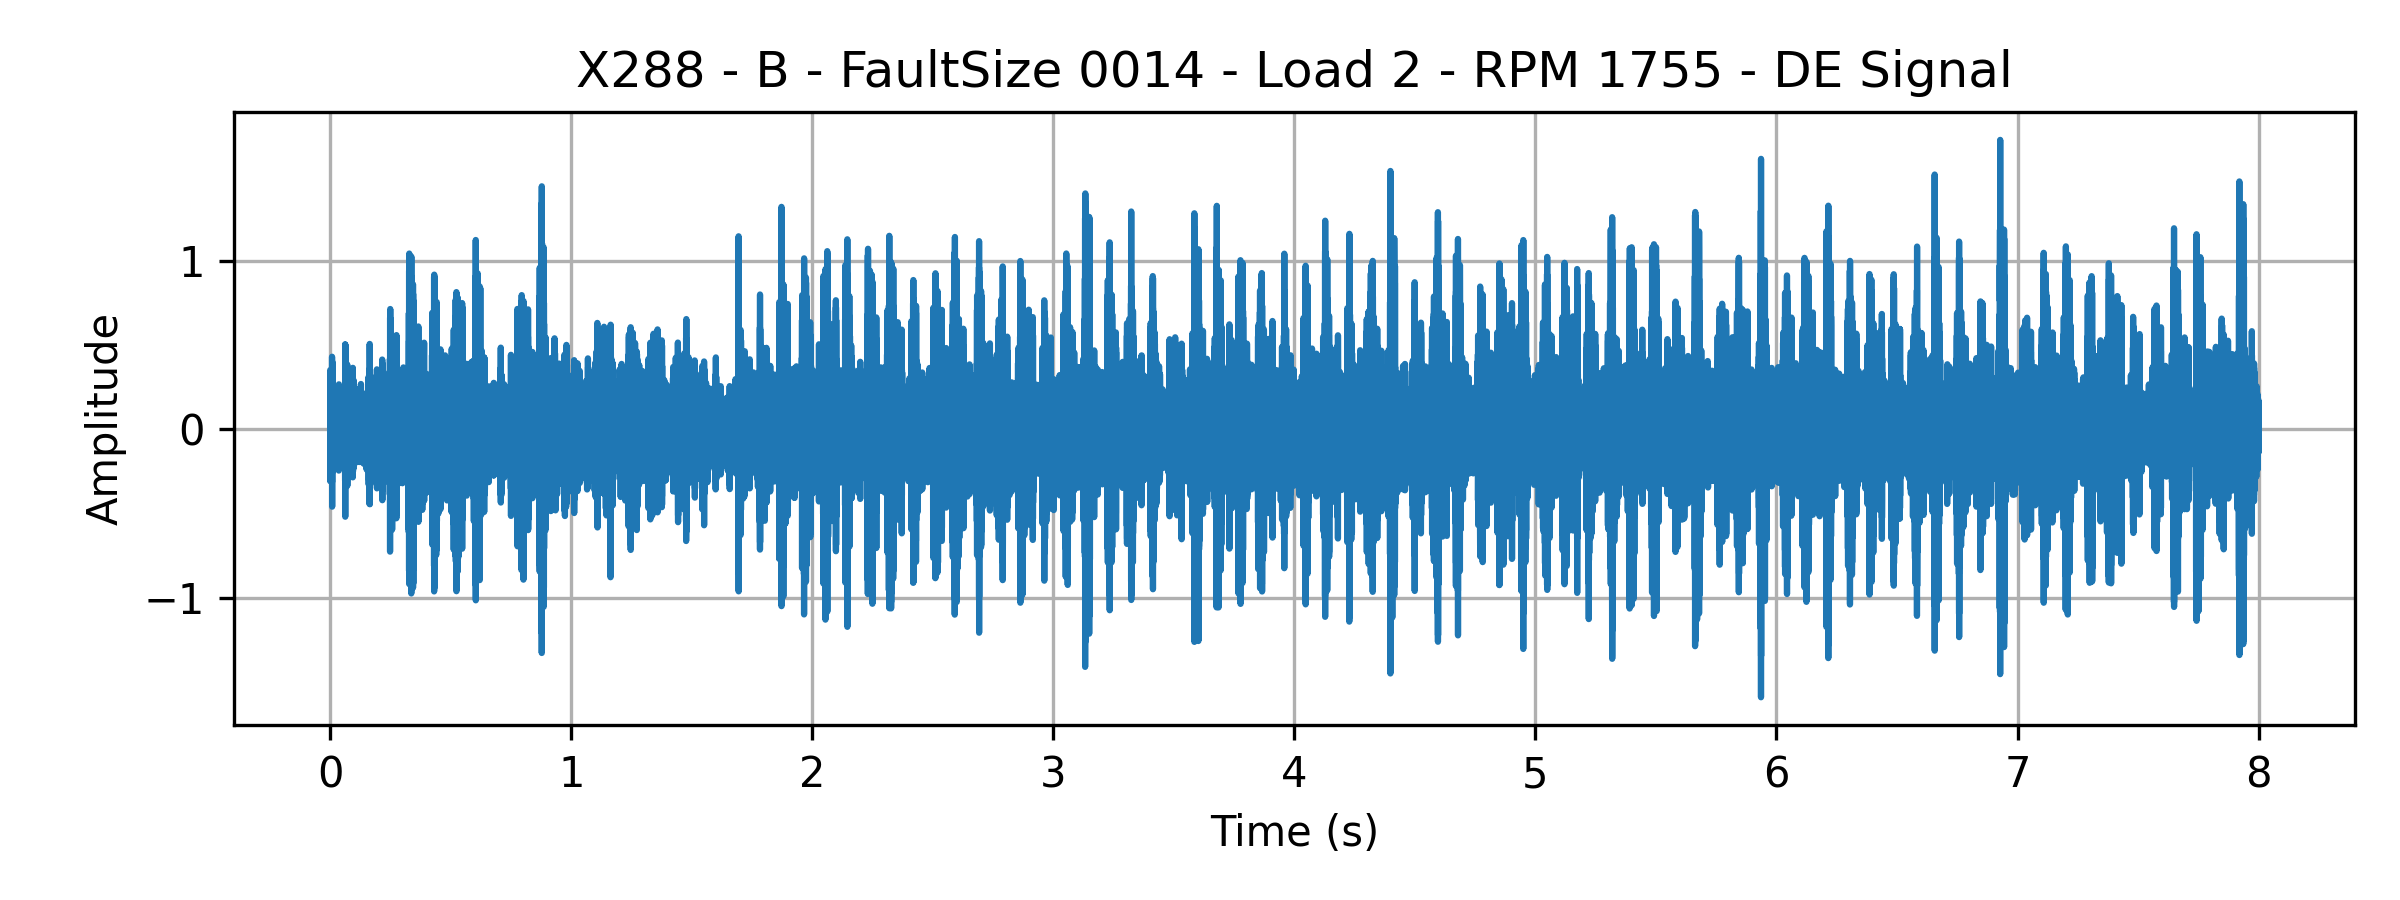 X288 - B - FaultSize 0014 - Load 2 - RPM 1755 - DE Signal
Amplitude
1
0
−1
0 1 2 3 4 5 6 7 8
Time (s)